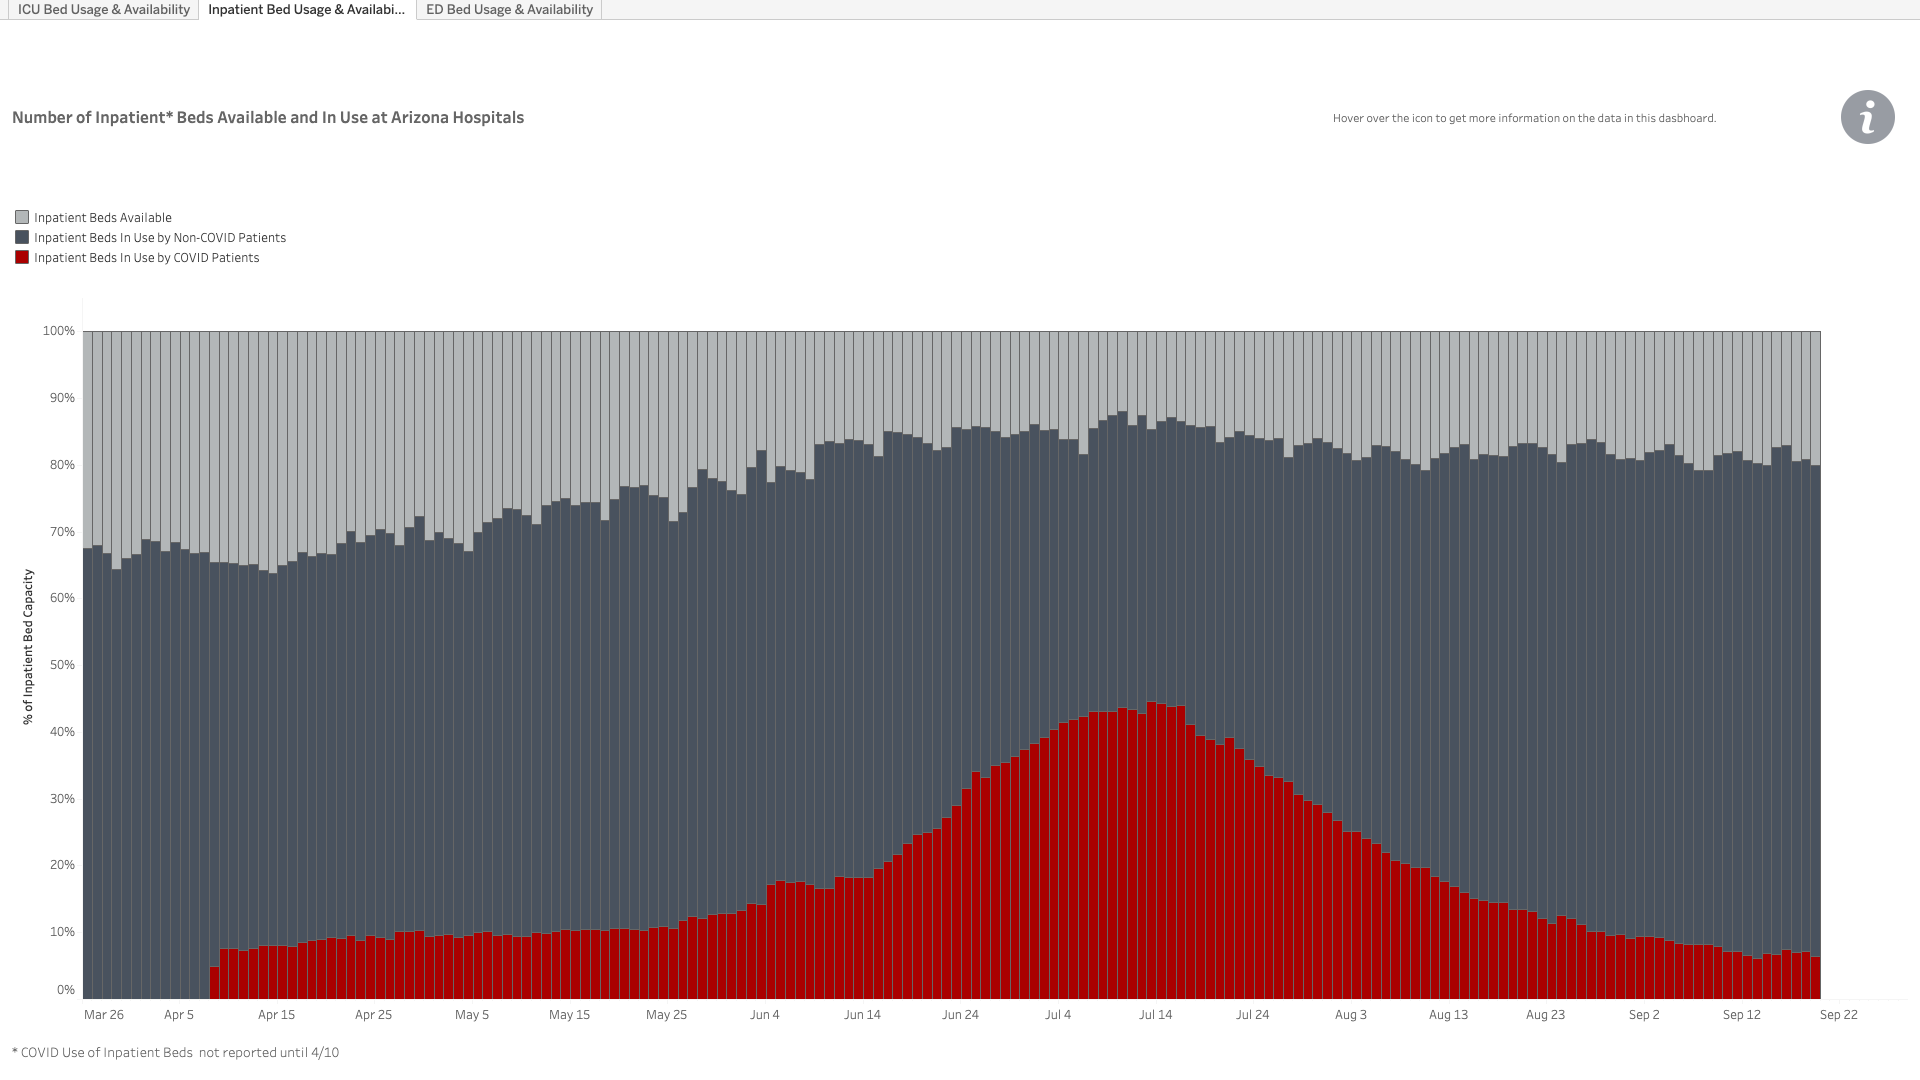 ICU Bed Usage & Availability
Inpatient Bed Usage & Availabi...
ED Bed Usage & Availability
Number of Inpatient* Beds Available and In Use at Arizona Hospitals
Hover over the icon to get more information on the data in this dasbhoard.
i
Inpatient Beds Available
Inpatient Beds In Use by Non-COVID Patients
Inpatient Beds In Use by COVID Patients
% of Inpatient Bed Capacity
100%
90%
80%
70%
60%
50%
40%
30%
20%
10%
0%
Mar 26 Apr 5 Apr 15 Apr 25 May 5 May 15 May 25 Jun 4 Jun 14 Jun 24 Jul 4 Jul 14 Jul 24 Aug 3 Aug 13 Aug 23 Sep 2 Sep 12 Sep 22
* COVID Use of Inpatient Beds not reported until 4/10